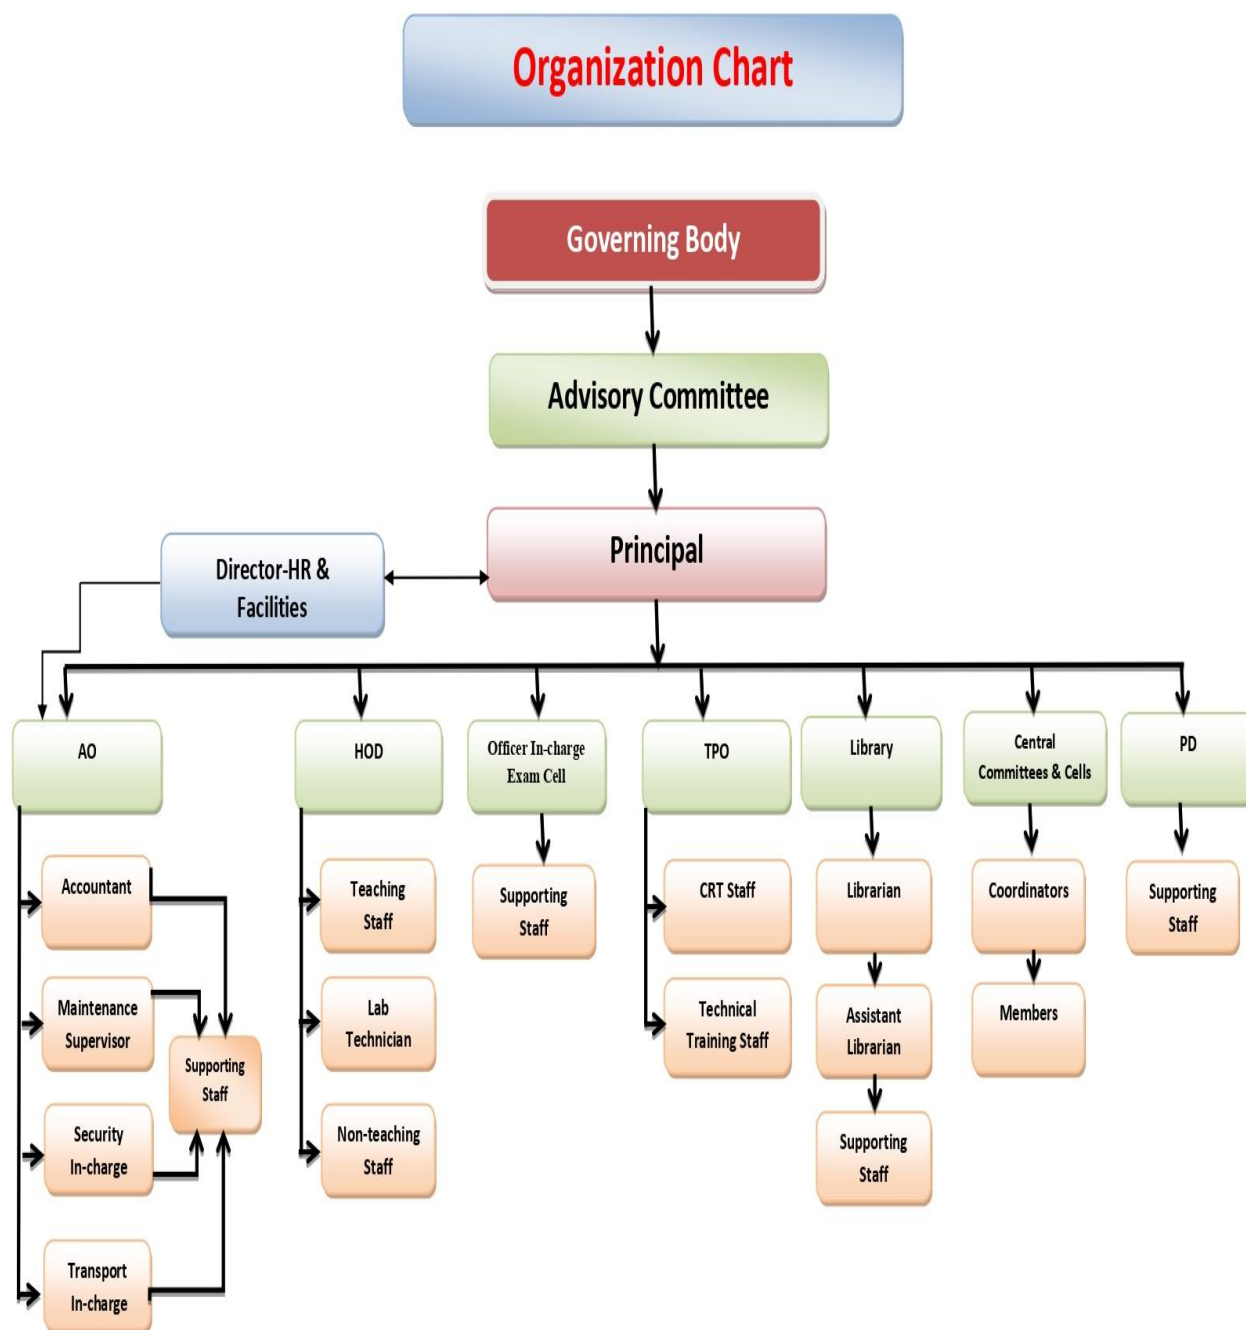 Organization Chart
Governing Body
Advisory Committee
Principal
Director-HR &
Facilities
AO
HOD
Officer In-charge
Exam Cell
TPO
Library
Central
Committees & Cells
PD
Accountant
Maintenance
Supervisor
Security
In-charge
Transport
In-charge
Supporting
Staff
Teaching
Staff
Lab
Technician
Non-teaching
Staff
Supporting
Staff
CRT Staff
Technical
Training Staff
Librarian
Assistant
Librarian
Supporting
Staff
Coordinators
Members
Supporting
Staff